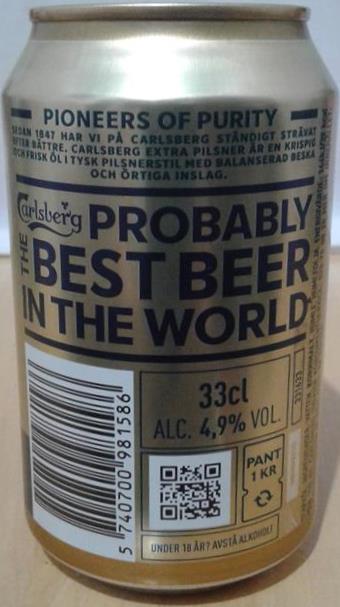 PIONEERS OF PURITY
SEDAN 1847 HAR VI PÅ CARLSBERG STÄNDIGT STRÄVAT
EFTER BÄTTRE. CARLSBERG EXTRA PILSNER ÄR EN KRISPIG
OCH FRISK ÖL I TYSK PILSNERSTIL MED BALANSERAD BESKA
OCH ÖRTIGA INSLAG.
Carlsberg PROBABLY
THE BEST BEER
IN THE WORLD
33cl
ALC. 4,9% VOL.
331633
PANT
1 KR
UNDER 18 ÅR? AVSTÅ ALKOHOL!
5 740700 981586